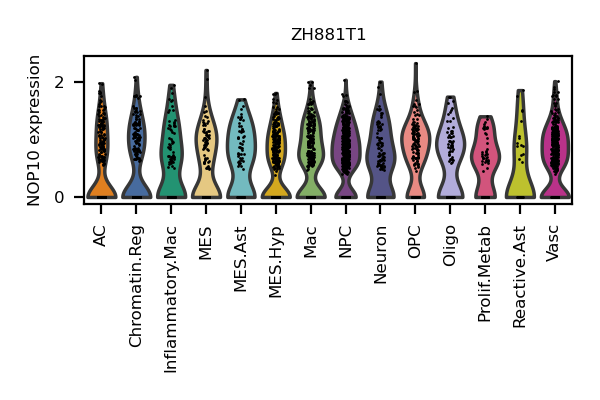 ZH881T1
NOP10 expression
2
0
AC
Chromatin.Reg
Inflammatory.Mac
MES
MES.Ast
MES.Hyp
Mac
NPC
Neuron
OPC
Oligo
Prolif.Metab
Reactive.Ast
Vasc